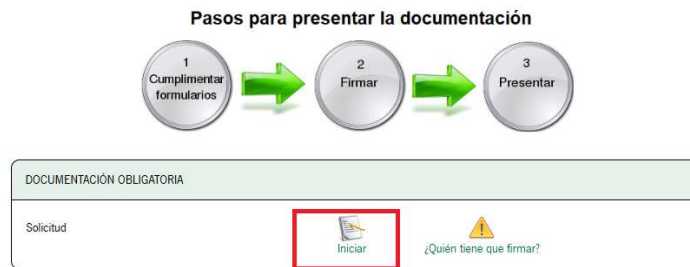 Pasos para presentar la documentación
1
Cumplimentar
formularios
2
Firmar
3
Presentar
DOCUMENTACIÓN OBLIGATORIA
Solicitud
Iniciar
¿Quién tiene que firmar?